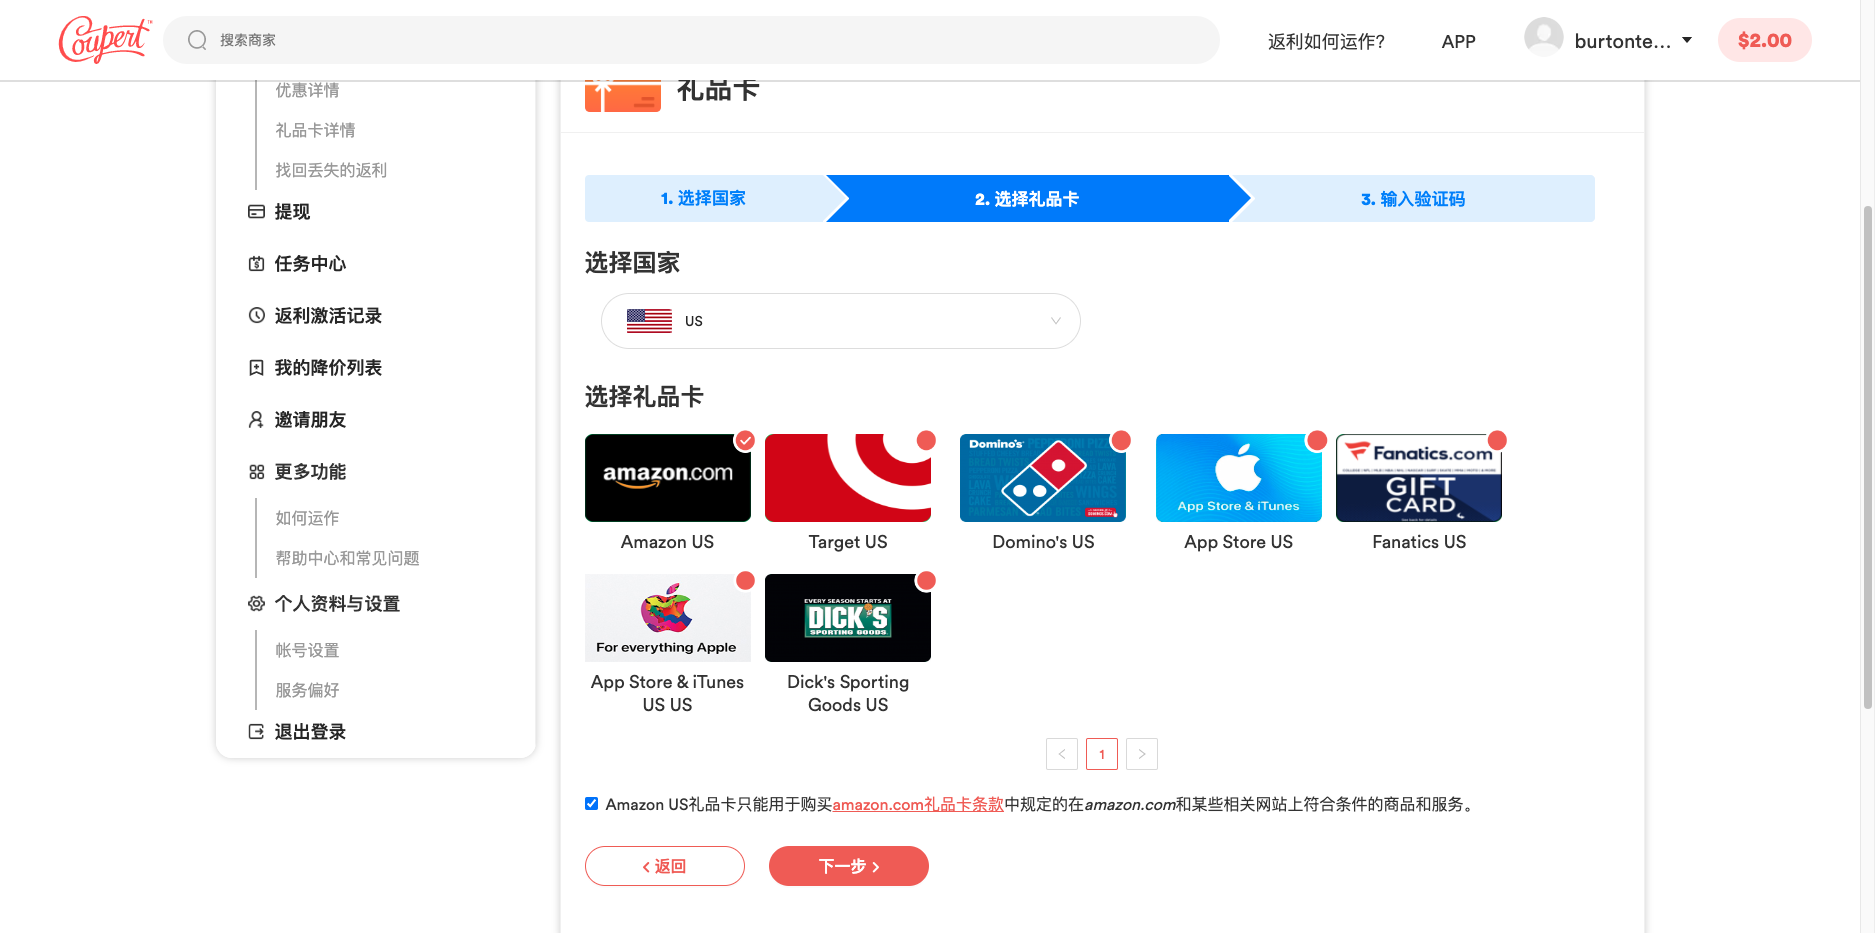 Coupert™
搜索商家
返利如何运作?
APP
burtonte...
$2.00
优惠详情
礼品卡详情
找回丢失的返利
提现
任务中心
返利激活记录
我的降价列表
邀请朋友
更多功能
如何运作
帮助中心和常见问题
个人资料与设置
帐号设置
服务偏好
退出登录
礼品卡
1. 选择国家
2. 选择礼品卡
3. 输入验证码
选择国家
US
选择礼品卡
amazon.com
Amazon US
Target US
Domino's
Domino's US
App Store & iTunes
App Store US
Fanatics.com
GIFT
CARD
Fanatics US
For everything Apple
App Store & iTunes
US US
EVERY SEASON STARTS AT
DICK'S
SPORTING GOODS
Dick's Sporting
Goods US
< 1 >
Amazon US礼品卡只能用于购买amazon.com礼品卡条款中规定的在amazon.com和某些相关网站上符合条件的商品和服务。
< 返回
下一步 >